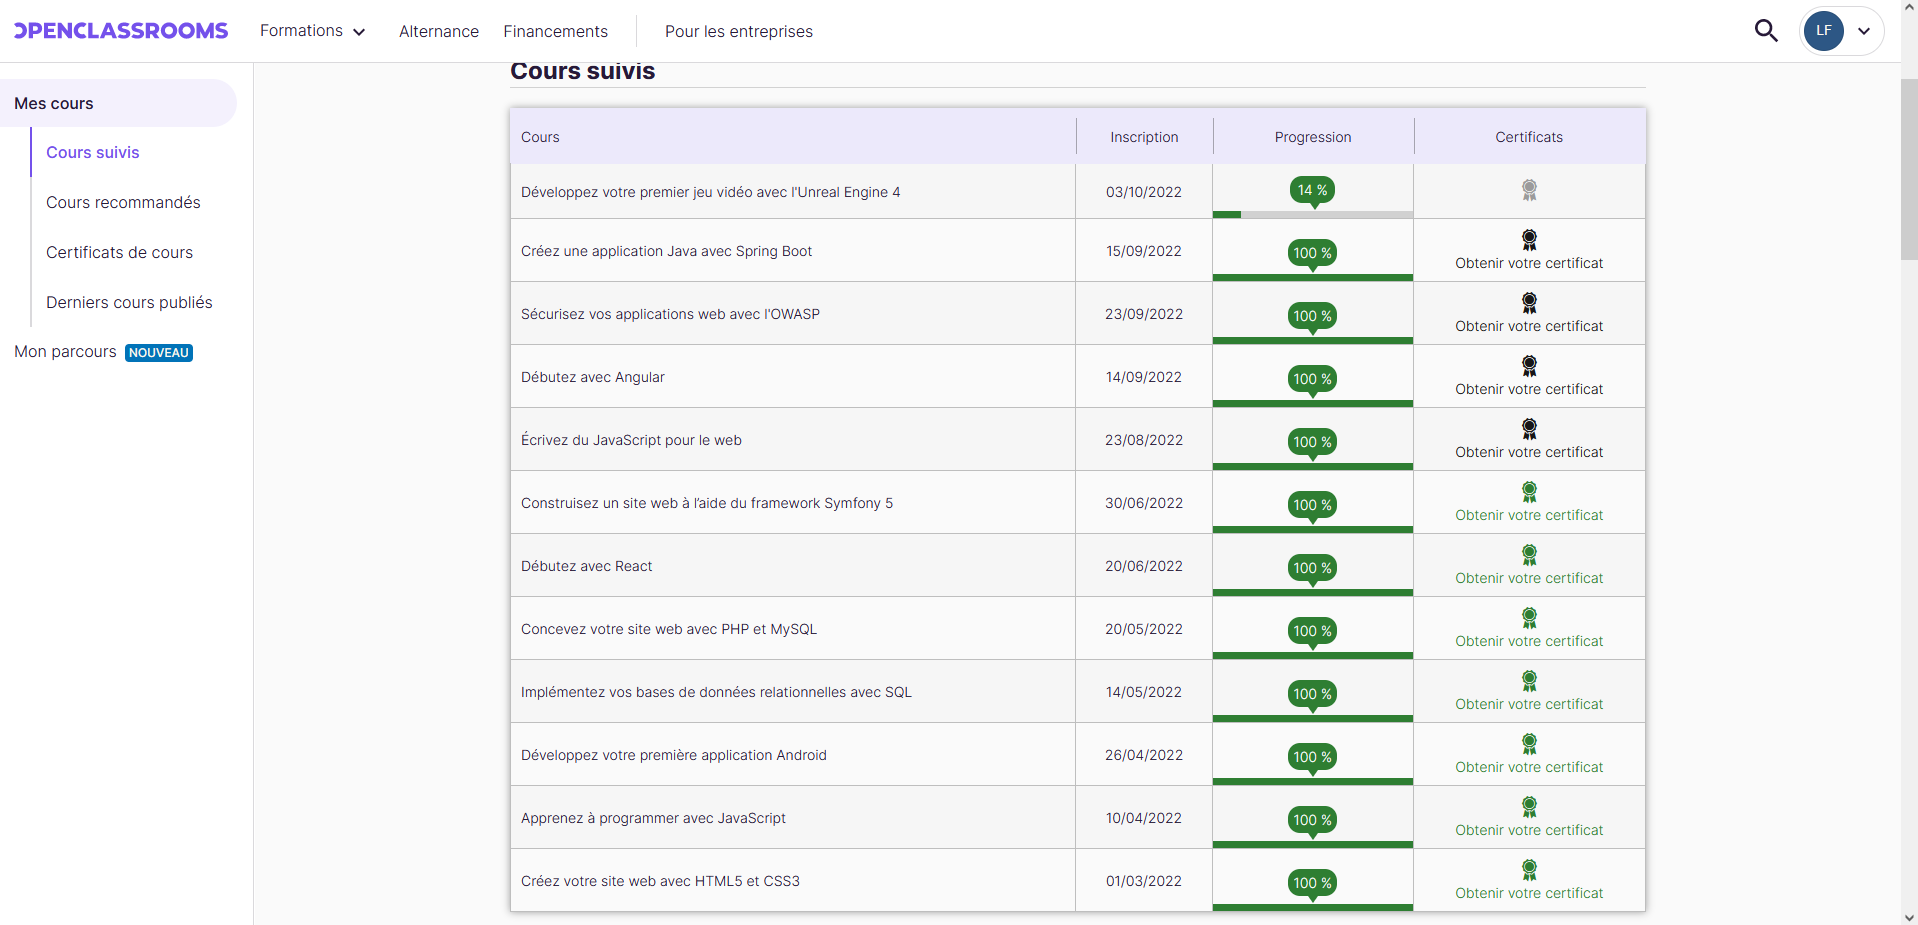 OPENCLASSROOMS
Formations
Alternance
Financements
Pour les entreprises
LF
Mes cours
Cours suivis
Cours recommandés
Certificats de cours
Derniers cours publiés
Mon parcours NOUVEAU
Cours suivis
Cours Inscription Progression Certificats
Développez votre premier jeu vidéo avec l'Unreal Engine 4 03/10/2022 14 %
Créez une application Java avec Spring Boot 15/09/2022 100 % Obtenir votre certificat
Sécurisez vos applications web avec l'OWASP 23/09/2022 100 % Obtenir votre certificat
Débutez avec Angular 14/09/2022 100 % Obtenir votre certificat
Écrivez du JavaScript pour le web 23/08/2022 100 % Obtenir votre certificat
Construisez un site web à l’aide du framework Symfony 5 30/06/2022 100 % Obtenir votre certificat
Débutez avec React 20/06/2022 100 % Obtenir votre certificat
Concevez votre site web avec PHP et MySQL 20/05/2022 100 % Obtenir votre certificat
Implémentez vos bases de données relationnelles avec SQL 14/05/2022 100 % Obtenir votre certificat
Développez votre première application Android 26/04/2022 100 % Obtenir votre certificat
Apprenez à programmer avec JavaScript 10/04/2022 100 % Obtenir votre certificat
Créez votre site web avec HTML5 et CSS3 01/03/2022 100 % Obtenir votre certificat